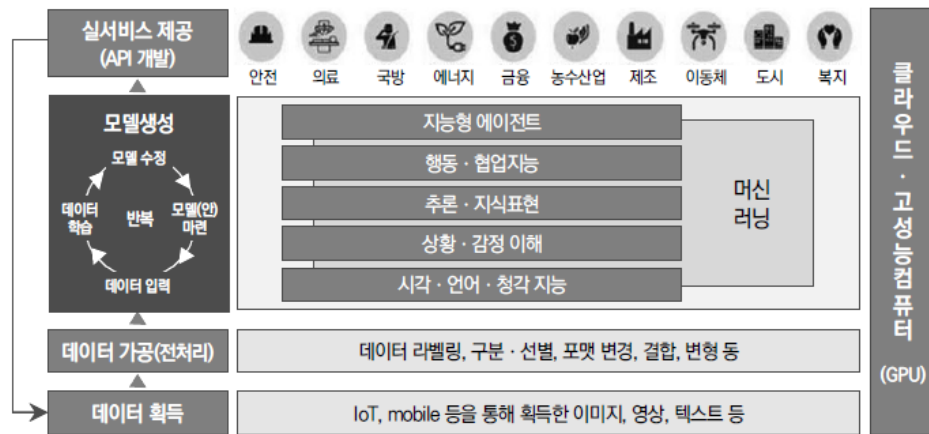 실서비스 제공
(API 개발)
안전 의료 국방 에너지 금융 농수산업 제조 이동체 도시 복지
모델생성
모델 수정
데이터
학습
반복
모델(안)
마련
데이터 입력
지능형 에이전트
행동 · 협업지능
추론 · 지식표현
상황 · 감정 이해
시각 · 언어 · 청각 지능
머신
러닝
데이터 가공(전처리)
데이터 라벨링, 구분 · 선별, 포맷 변경, 결합, 변형 동
데이터 획득
IoT, mobile 등을 통해 획득한 이미지, 영상, 텍스트 등
클라우드 · 고성능컴퓨터
(GPU)